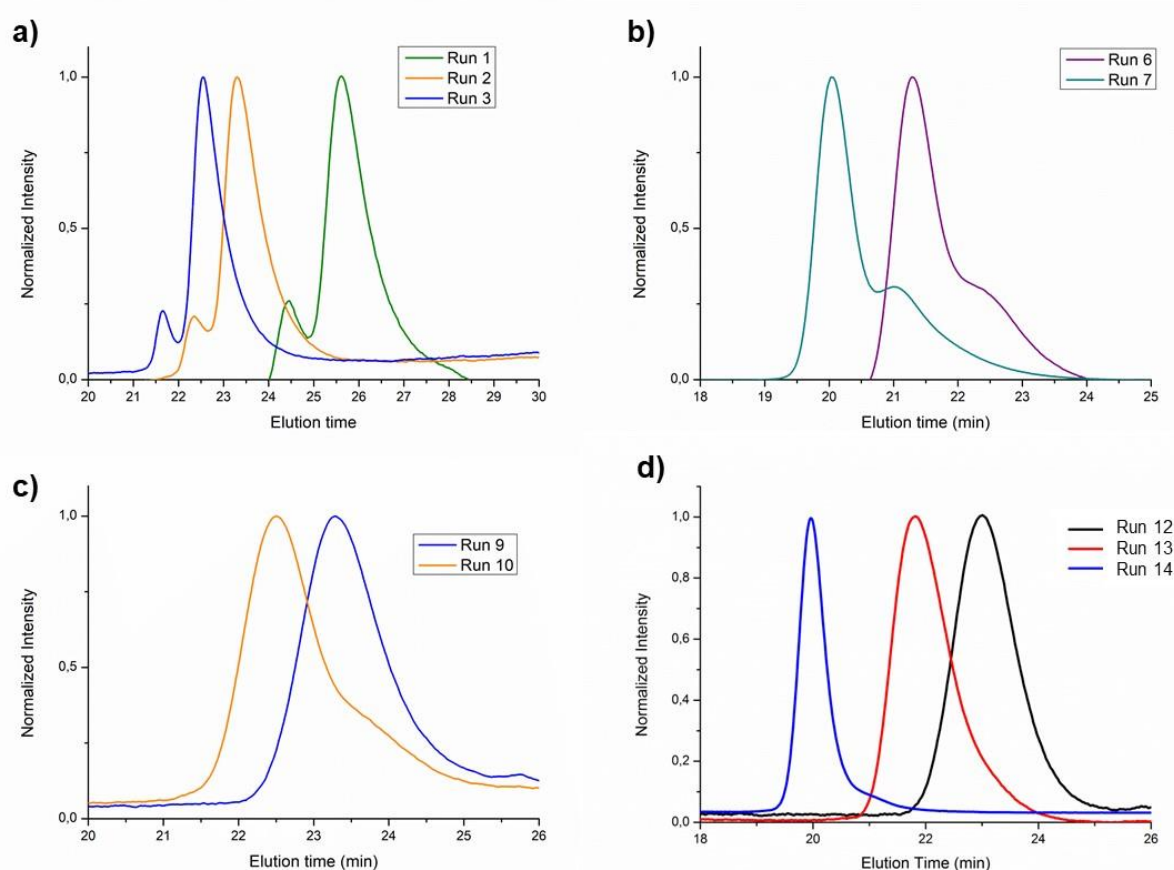 a)
Run 1
Run 2
Run 3
1,0
0,5
0,0
Normalized Intensity
20 21 22 23 24 25 26 27 28 29 30
Elution time
b)
Run 6
Run 7
1,0
0,5
0,0
Normalized Intensity
18 19 20 21 22 23 24 25
Elution time (min)
c)
Run 9
Run 10
1,0
0,5
0,0
Normalized Intensity
20 21 22 23 24 25 26
Elution time (min)
d)
Run 12
Run 13
Run 14
1,0
0,8
0,6
0,4
0,2
0,0
Normalized Intensity
18 20 22 24 26
Elution Time (min)